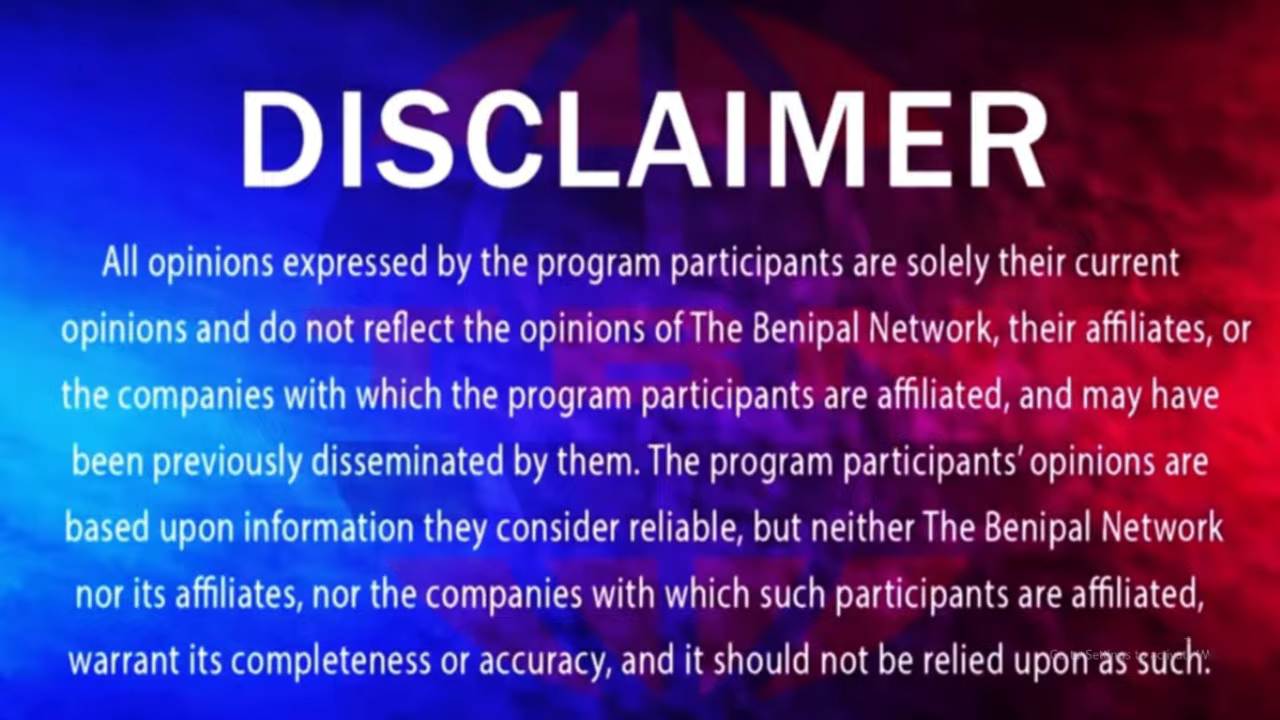 DISCLAIMER
All opinions expressed by the program participants are solely their current
opinions and do not reflect the opinions of The Benipal Network, their affiliates, or
the companies with which the program participants are affiliated, and may have
been previously disseminated by them. The program participants’ opinions are
based upon information they consider reliable, but neither The Benipal Network
nor its affiliates, nor the companies with which such participants are affiliated,
warrant its completeness or accuracy, and it should not be relied upon as such.